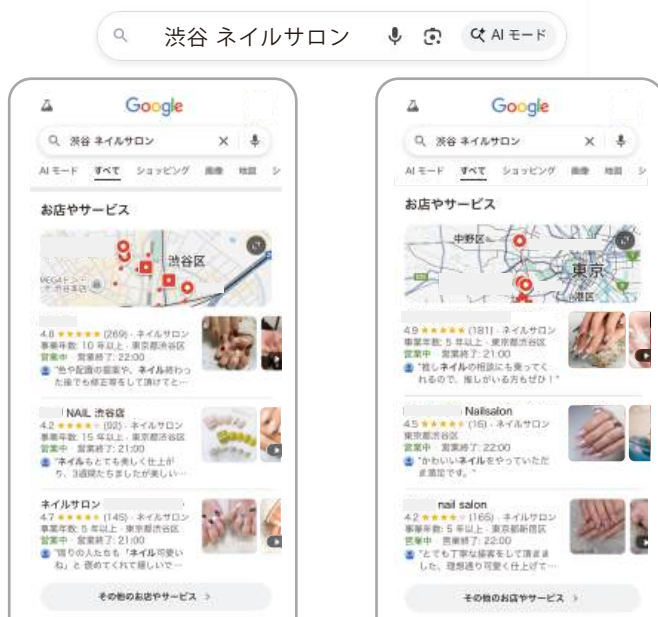 渋谷 ネイルサロン
AI モード
Google
渋谷 ネイルサロン
AI モード すべて ショッピング 画像 地図
お店やサービス
渋谷区
MEGAドン
4.8 (269)・ネイルサロン
事業年数: 10 年以上・東京都渋谷区
営業中・営業終了: 22:00
"色や配置の提案や、ネイル終わった後でも修正等をして頂けてと…
NAIL 渋谷店
4.2 (92)・ネイルサロン
事業年数: 15 年以上・東京都渋谷区
営業中・営業終了: 21:00
"ネイルもとても美しく仕上がり、3週間たちましたが美しい…
ネイルサロン
4.7 (145)・ネイルサロン
事業年数: 5 年以上・東京都渋谷区
営業中・営業終了: 21:00
"周りの人たちも「ネイル可愛いね」と 褒めてくれて嬉しいで…
その他のお店やサービス
Google
渋谷 ネイルサロン
AI モード すべて ショッピング 画像 地図
お店やサービス
中野区
東京
港区
4.9 (181)・ネイルサロン
事業年数: 5 年以上・東京都渋谷区
営業中・営業終了: 21:00
"推しネイルの相談にも乗ってくれるので、推しがいる方もぜひ！"
Nailsalon
4.5 (16)・ネイルサロン
東京都渋谷区
営業中・営業終了: 22:00
"かわいいネイルをやっていただき満足です。"
nail salon
4.2 (165)・ネイルサロン
事業年数: 5 年以上・東京都新宿区
営業中・営業終了: 22:00
"とても丁寧な接客をして頂きました、理想通り可愛く仕上げて…
その他のお店やサービス